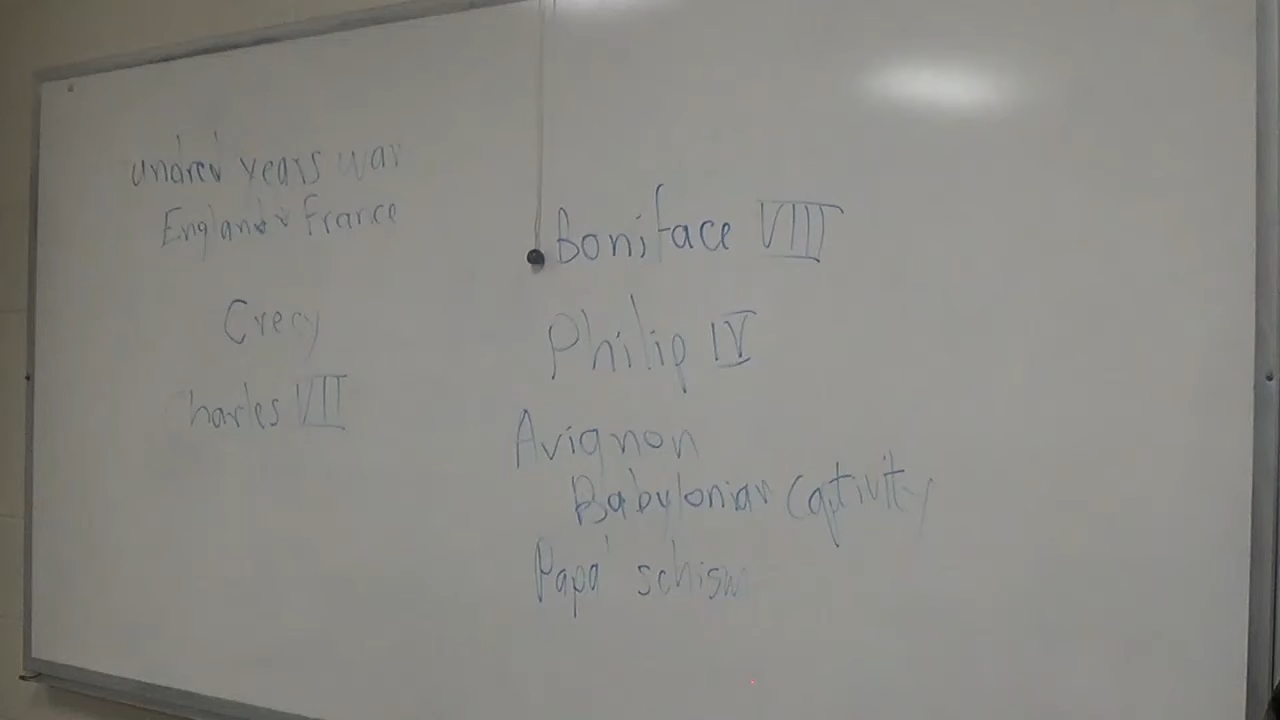 undred years war
England & France
Crecy
harles VII
Boniface VIII
Philip IV
Avignon
Babylonian Captivity
Papal schism